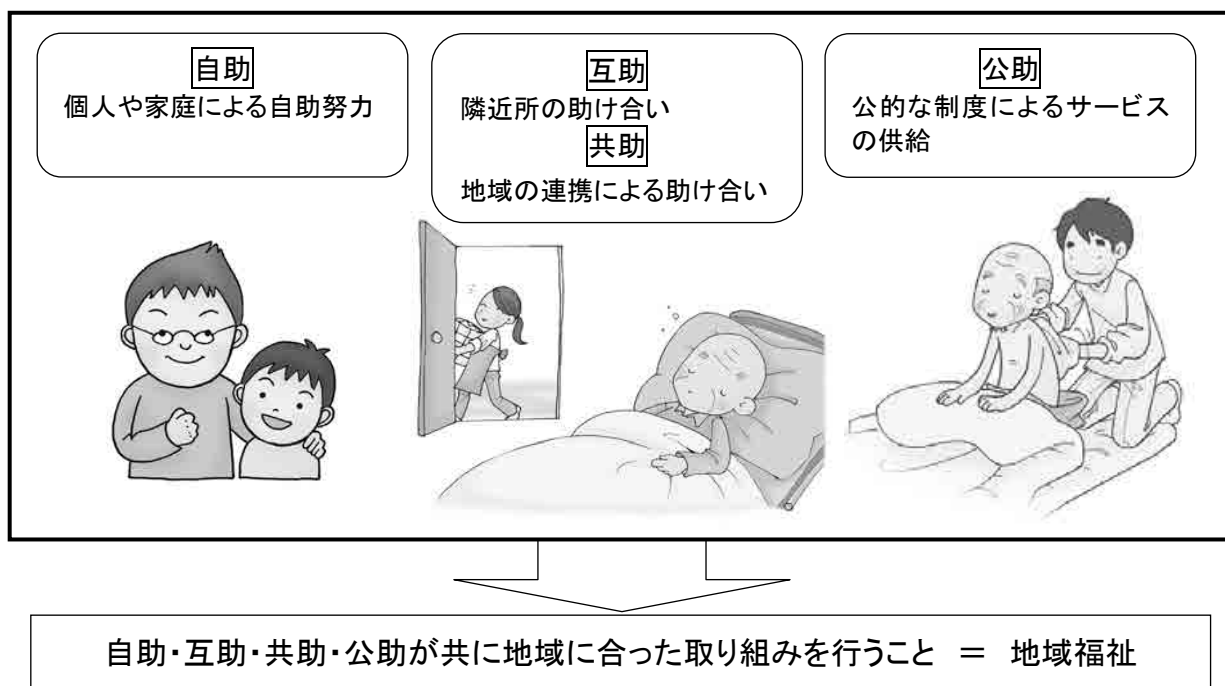 自助
個人や家庭による自助努力
互助
隣近所の助け合い
共助
地域の連携による助け合い
公助
公的な制度によるサービス
の供給
自助・互助・共助・公助が共に地域に合った取り組みを行うこと ＝ 地域福祉